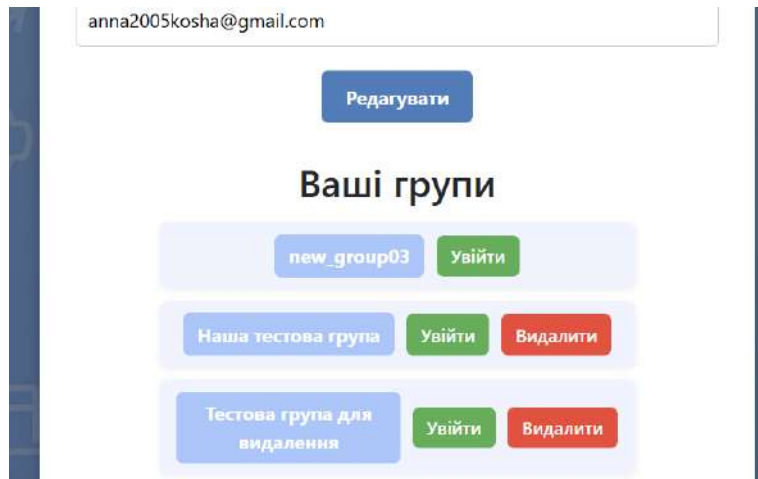 anna2005kosha@gmail.com
Редагувати
Ваші групи
new_group03 Увійти
Наша тестова група Увійти Видалити
Тестова група для
видалення Увійти Видалити